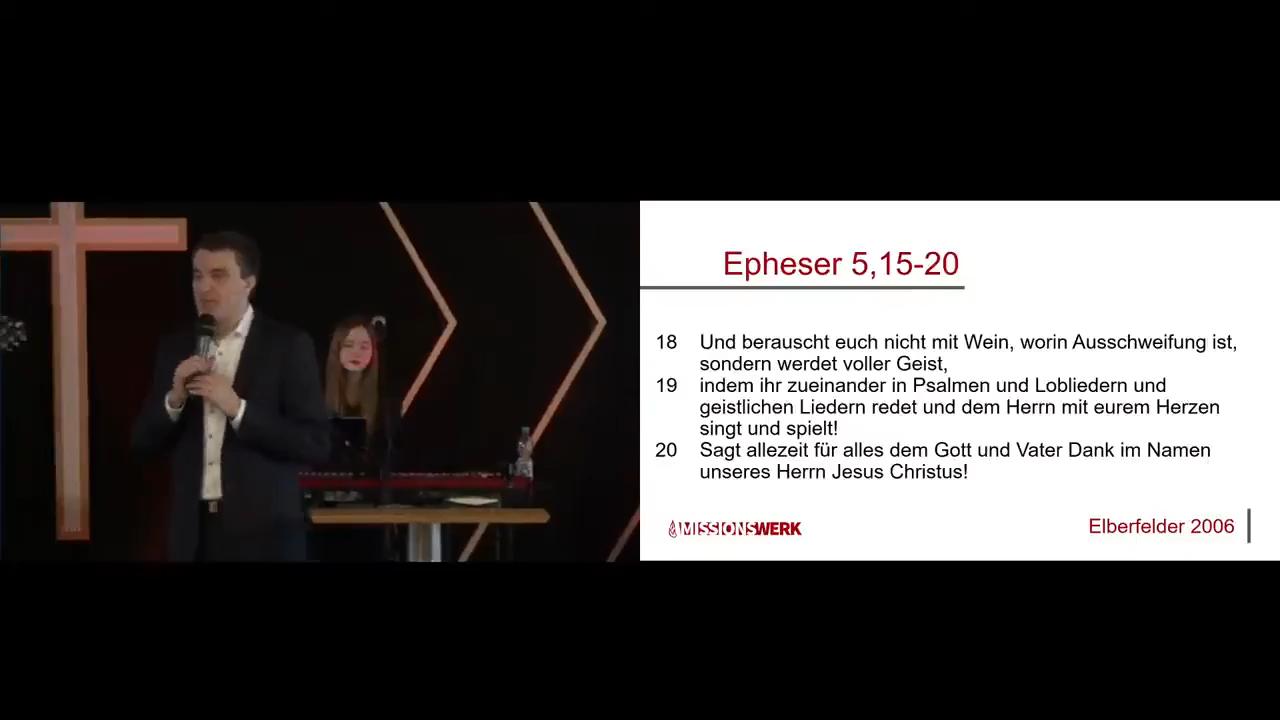 Epheser 5,15-20
18 Und berauscht euch nicht mit Wein, worin Ausschweifung ist,
sondern werdet voller Geist,
19 indem ihr zueinander in Psalmen und Lobliedern und
geistlichen Liedern redet und dem Herrn mit eurem Herzen
singt und spielt!
20 Sagt allezeit für alles dem Gott und Vater Dank im Namen
unseres Herrn Jesus Christus!
MISSIONSWERK
Elberfelder 2006